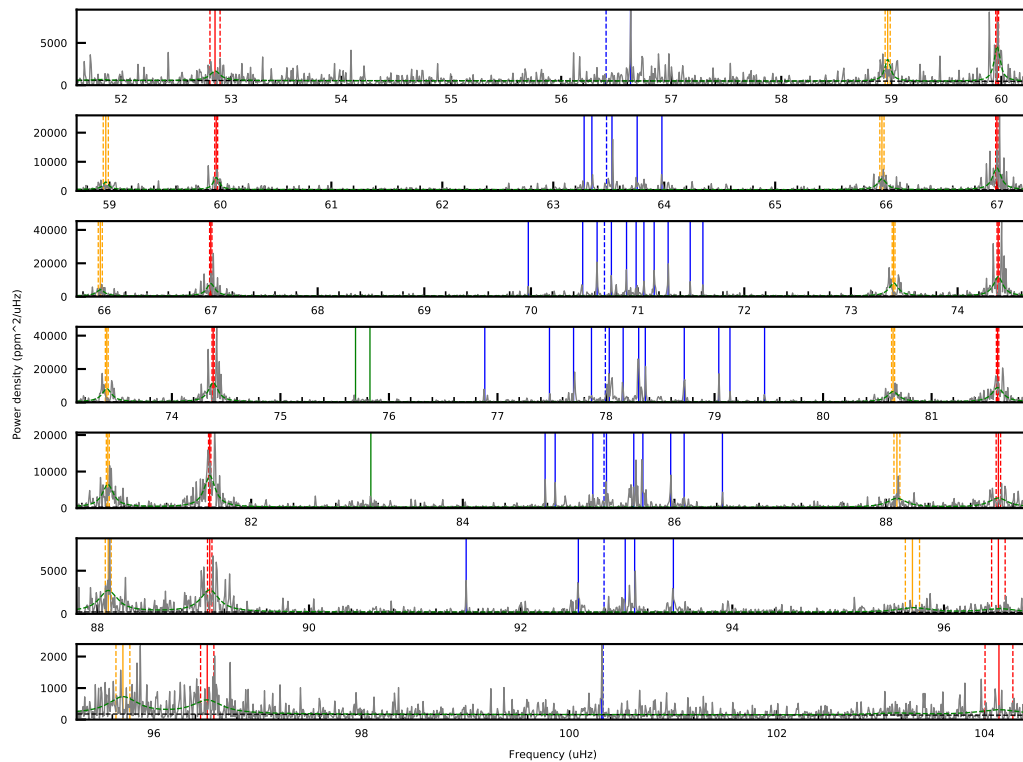 5000
0
52 53 54 55 56 57 58 59 60
20000
10000
0
59 60 61 62 63 64 65 66 67
40000
20000
0
66 67 68 69 70 71 72 73 74
Power density (ppm^2/uHz)
40000
20000
0
74 75 76 77 78 79 80 81
20000
10000
0
82 84 86 88
5000
0
88 90 92 94 96
2000
1000
0
96 98 100 102 104
Frequency (uHz)